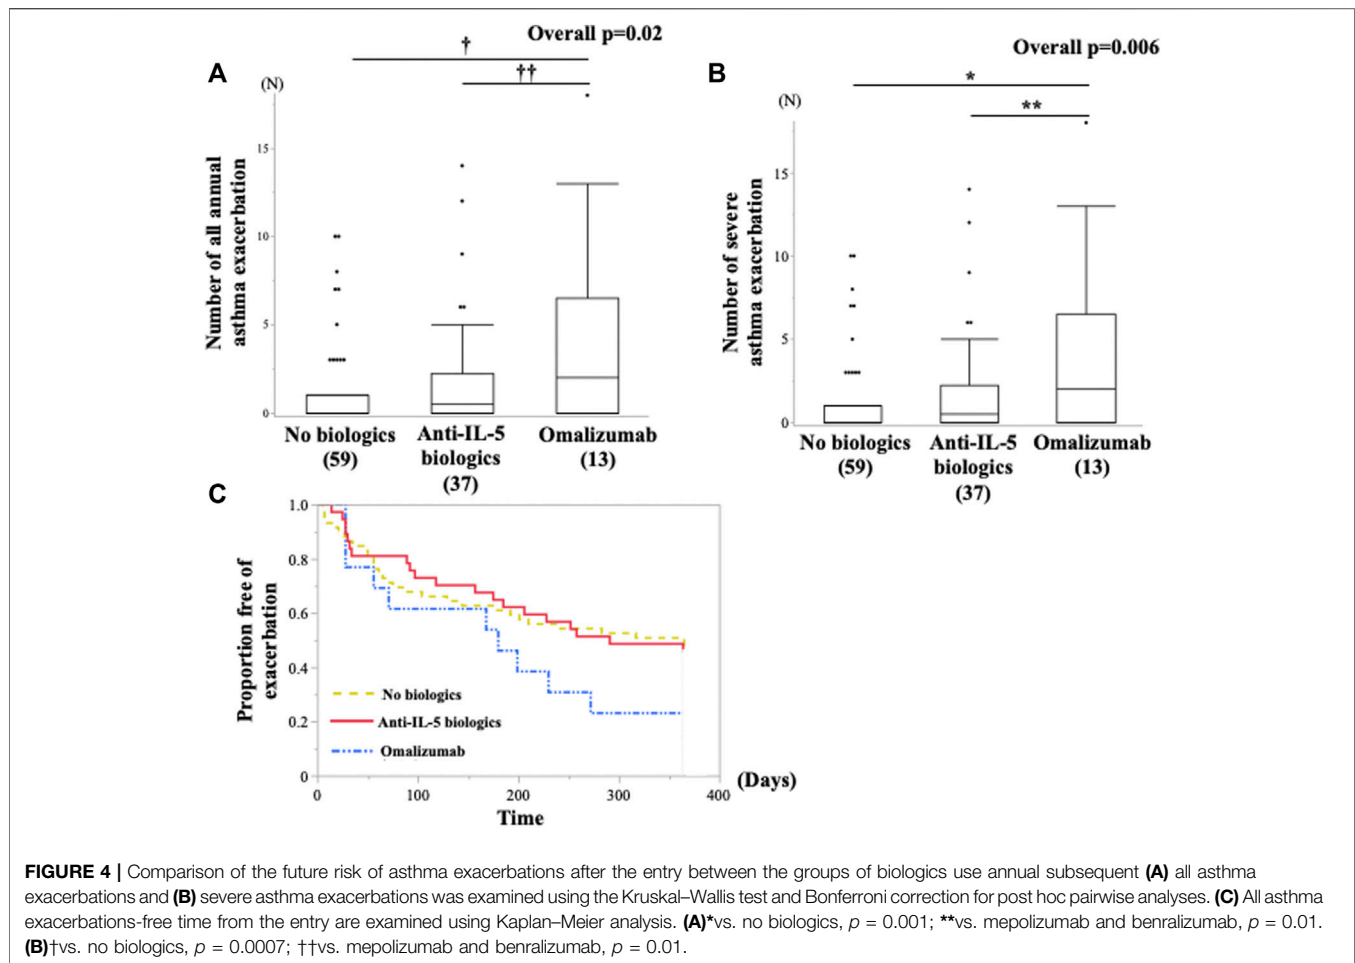 Overall p=0.02
†
A
††
(N)
Number of all annual
asthma exacerbation
15
10
5
0
No biologics
(59)
Anti-IL-5
biologics
(37)
Omalizumab
(13)
Overall p=0.006
B
*
(N)
**
Number of severe
asthma exacerbation
15
10
5
0
No biologics
(59)
Anti-IL-5
biologics
(37)
Omalizumab
(13)
C
Proportion free of
exacerbation
1.0
0.8
0.6
0.4
0.2
0
No biologics
Anti-IL-5 biologics
Omalizumab
0 100 200 300 400 (Days)
Time
FIGURE 4 | Comparison of the future risk of asthma exacerbations after the entry between the groups of biologics use annual subsequent (A) all asthma
exacerbations and (B) severe asthma exacerbations was examined using the Kruskal–Wallis test and Bonferroni correction for post hoc pairwise analyses. (C) All asthma
exacerbations-free time from the entry are examined using Kaplan–Meier analysis. (A)*vs. no biologics, p = 0.001; **vs. mepolizumab and benralizumab, p = 0.01.
(B)†vs. no biologics, p = 0.0007; ††vs. mepolizumab and benralizumab, p = 0.01.